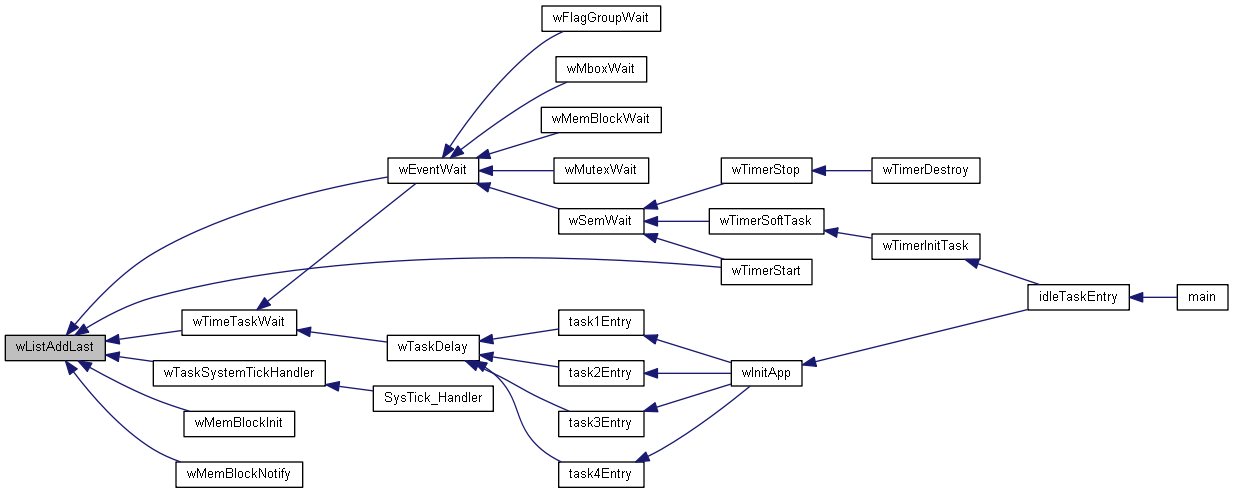 wFlagGroupWait
wMboxWait
wMemBlockWait
wEventWait
wMutexWait
wTimerStop
wTimerDestroy
wSemWait
wTimerSoftTask
wTimerInitTask
wTimerStart
idleTaskEntry
main
wTimeTaskWait
task1Entry
wListAddLast
wTaskDelay
wTaskSystemTickHandler
task2Entry
wInitApp
SysTick_Handler
wMemBlockInit
task3Entry
wMemBlockNotify
task4Entry